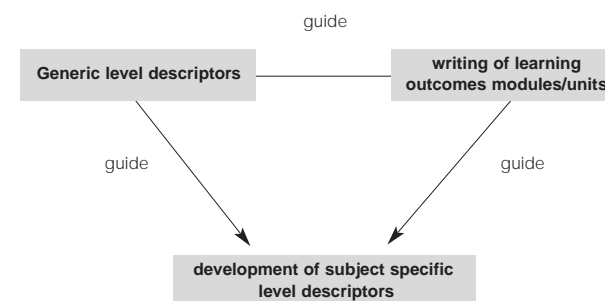 guide
Generic level descriptors
writing of learning
outcomes modules/units
guide
guide
development of subject specific
level descriptors